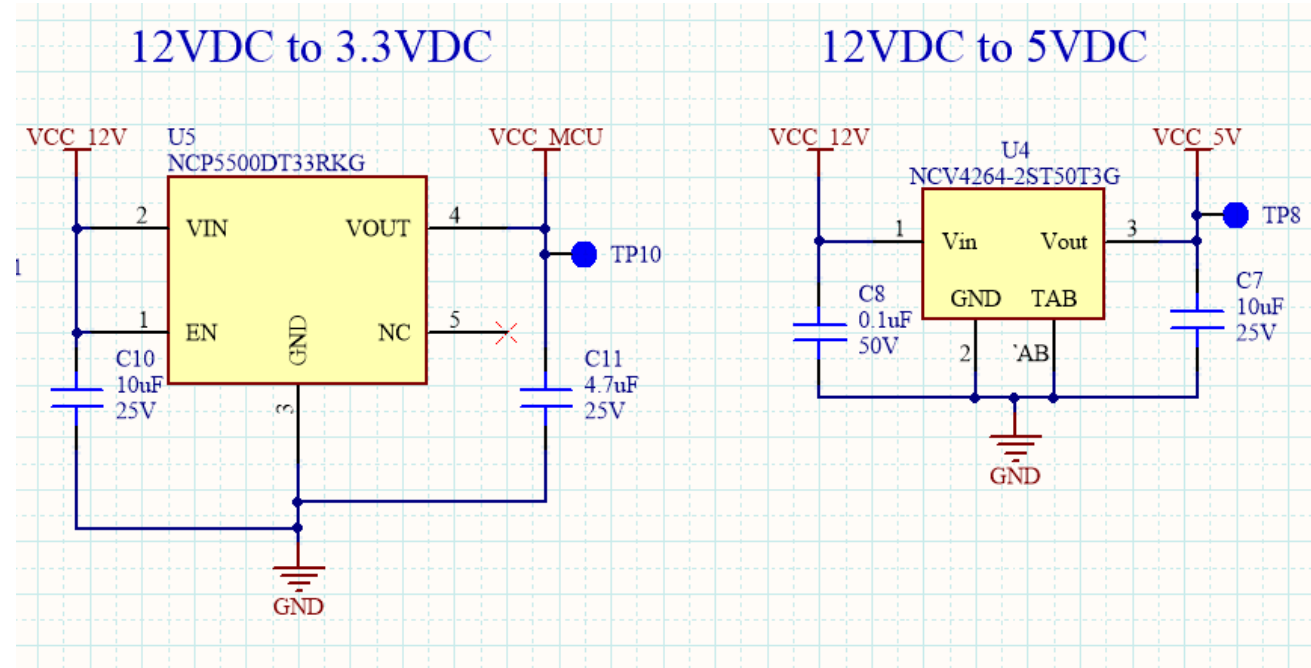 12VDC to 3.3VDC
VCC_12V
U5
NCP5500DT33RKG
VCC_MCU
2
VIN
VOUT
4
TP10
1
1
EN
GND
NC
5
C10
10uF
25V
3
C11
4.7uF
25V
GND
12VDC to 5VDC
VCC_12V
U4
NCV4264-2ST50T3G
VCC_5V
TP8
1
Vin
Vout
3
GND
TAB
C8
0.1uF
50V
2
`AB
C7
10uF
25V
GND